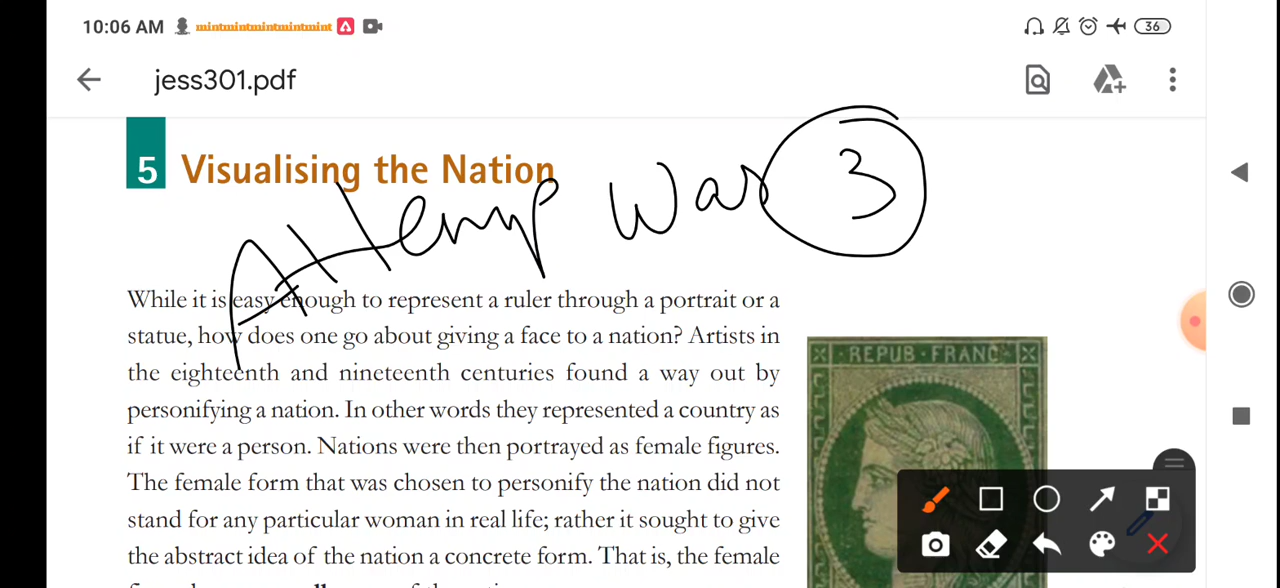 10:06 AM mintmintmintmintmint 36
jess301.pdf
5 Visualising the Nation
Attemp War 3
While it is easy enough to represent a ruler through a portrait or a
statue, how does one go about giving a face to a nation? Artists in
the eighteenth and nineteenth centuries found a way out by
personifying a nation. In other words they represented a country as
if it were a person. Nations were then portrayed as female figures.
The female form that was chosen to personify the nation did not
stand for any particular woman in real life; rather it sought to give
the abstract idea of the nation a concrete form. That is, the female
REPUB · FRANC